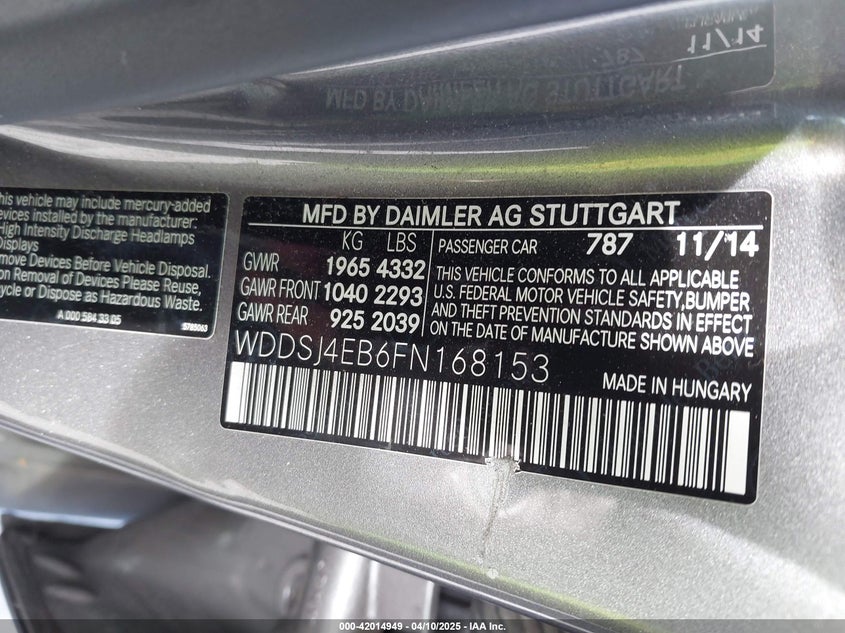 his vehicle may include mercury-added
evices installed by the manufacturer:
High Intensity Discharge Headlamps
Displays
emove Devices Before Vehicle Disposal.
on Removal of Devices Please Reuse,
cycle or Dispose as Hazardous Waste.
A 000 584 33 05
5785063
MFD BY DAIMLER AG STUTTGART
KG LBS PASSENGER CAR 787 11/14
GVWR 1965 4332
GAWR FRONT 1040 2293
GAWR REAR 925 2039
THIS VEHICLE CONFORMS TO ALL APPLICABLE
U.S. FEDERAL MOTOR VEHICLE SAFETY, BUMPER
AND THEFT PREVENTION STANDARDS IN EFFECT
ON THE DATE OF MANUFACTURE SHOWN ABOVE
WDDSJ4EB6FN168153
MADE IN HUNGARY
000-42014949 - 04/10/2025 - IAA Inc.